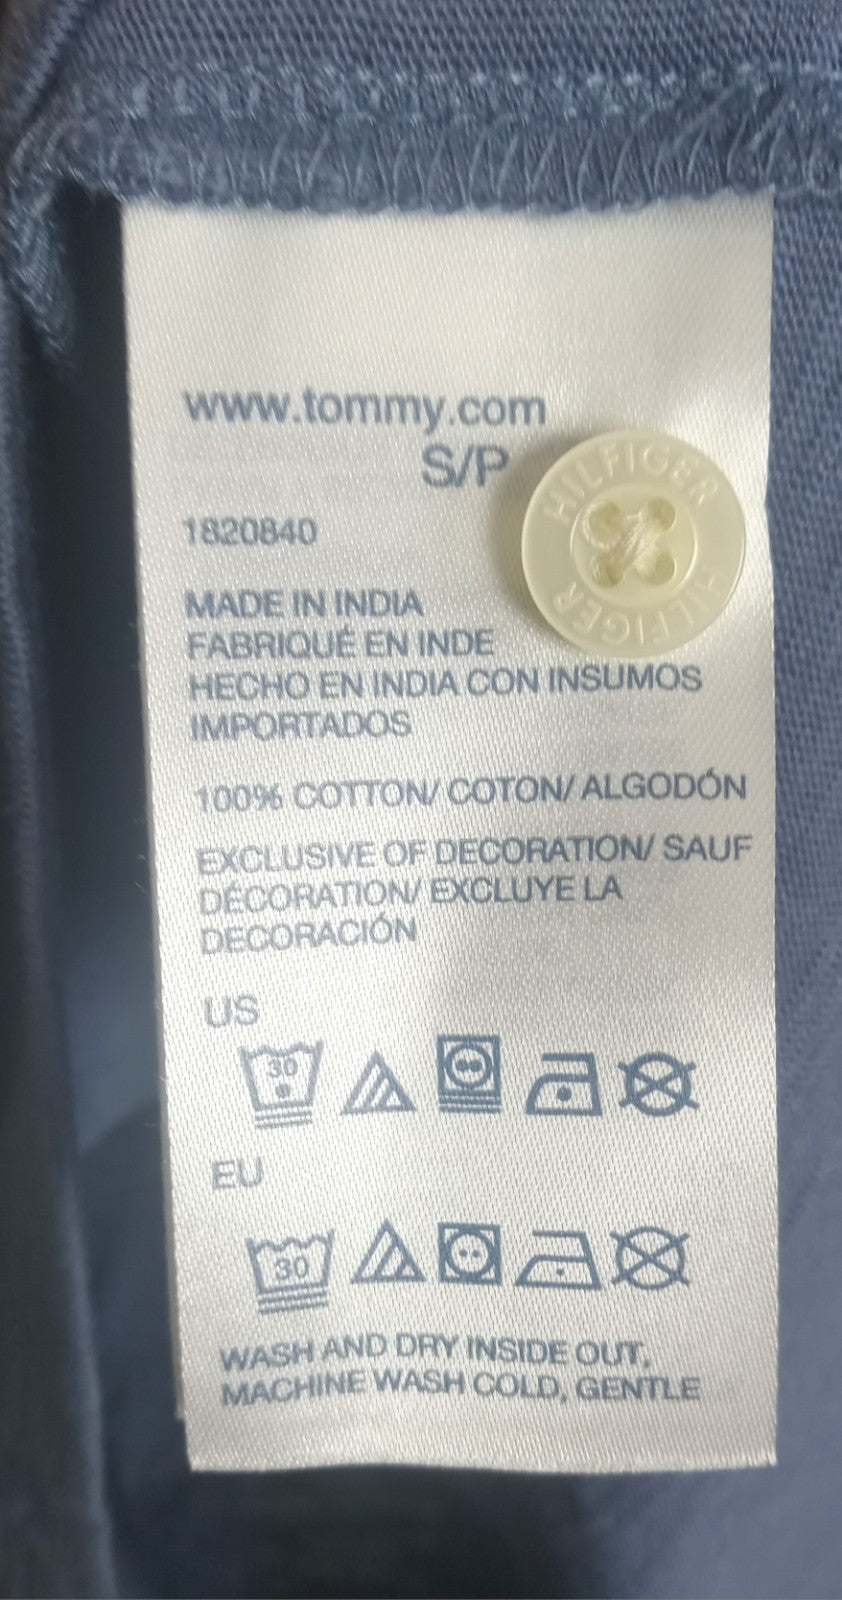 www.tommy.com
S/P
HILFIGER
HILFIGER
1820840
MADE IN INDIA
FABRIQUÉ EN INDE
HECHO EN INDIA CON INSUMOS
IMPORTADOS
100% COTTON/ COTON/ ALGODÓN
EXCLUSIVE OF DECORATION/ SAUF
DÉCORATION/ EXCLUYE LA
DECORACIÓN
US
30
EU
30
WASH AND DRY INSIDE OUT,
MACHINE WASH COLD, GENTLE